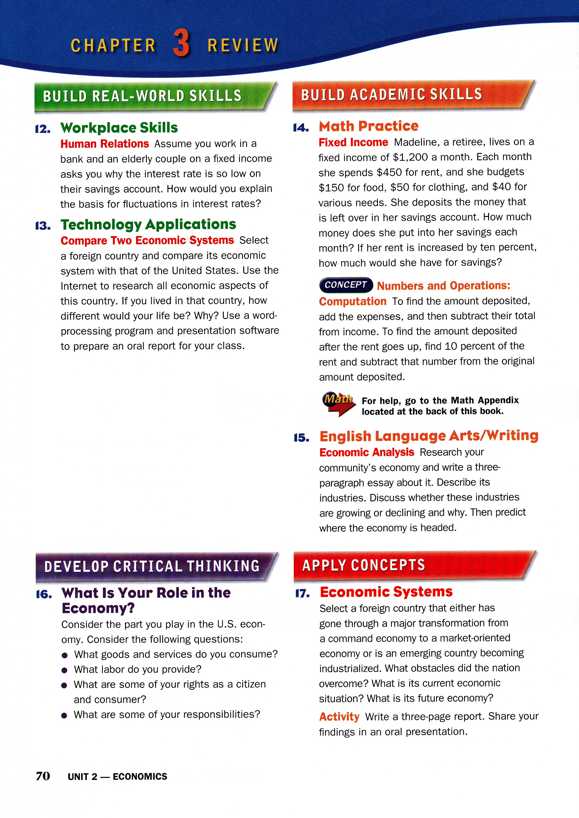 CHAPTER 3 REVIEW
BUILD REAL-WORLD SKILLS
12. Workplace Skills
Human Relations Assume you work in a
bank and an elderly couple on a fixed income
asks you why the interest rate is so low on
their savings account. How would you explain
the basis for fluctuations in interest rates?
13. Technology Applications
Compare Two Economic Systems Select
a foreign country and compare its economic
system with that of the United States. Use the
Internet to research all economic aspects of
this country. If you lived in that country, how
different would your life be? Why? Use a word-
processing program and presentation software
to prepare an oral report for your class.
BUILD ACADEMIC SKILLS
14. Math Practice
Fixed Income Madeline, a retiree, lives on a
fixed income of $1,200 a month. Each month
she spends $450 for rent, and she budgets
$150 for food, $50 for clothing, and $40 for
various needs. She deposits the money that
is left over in her savings account. How much
money does she put into her savings each
month? If her rent is increased by ten percent,
how much would she have for savings?
CONCEPT Numbers and Operations:
Computation To find the amount deposited,
add the expenses, and then subtract their total
from income. To find the amount deposited
after the rent goes up, find 10 percent of the
rent and subtract that number from the original
amount deposited.
Math For help, go to the Math Appendix
located at the back of this book.
15. English Language Arts/Writing
Economic Analysis Research your
community's economy and write a three-
paragraph essay about it. Describe its
industries. Discuss whether these industries
are growing or declining and why. Then predict
where the economy is headed.
DEVELOP CRITICAL THINKING
16. What Is Your Role in the
Economy?
Consider the part you play in the U.S. econ-
omy. Consider the following questions:
● What goods and services do you consume?
● What labor do you provide?
● What are some of your rights as a citizen
and consumer?
● What are some of your responsibilities?
APPLY CONCEPTS
17. Economic Systems
Select a foreign country that either has
gone through a major transformation from
a command economy to a market-oriented
economy or is an emerging country becoming
industrialized. What obstacles did the nation
overcome? What is its current economic
situation? What is its future economy?
Activity Write a three-page report. Share your
findings in an oral presentation.
70 UNIT 2 — ECONOMICS